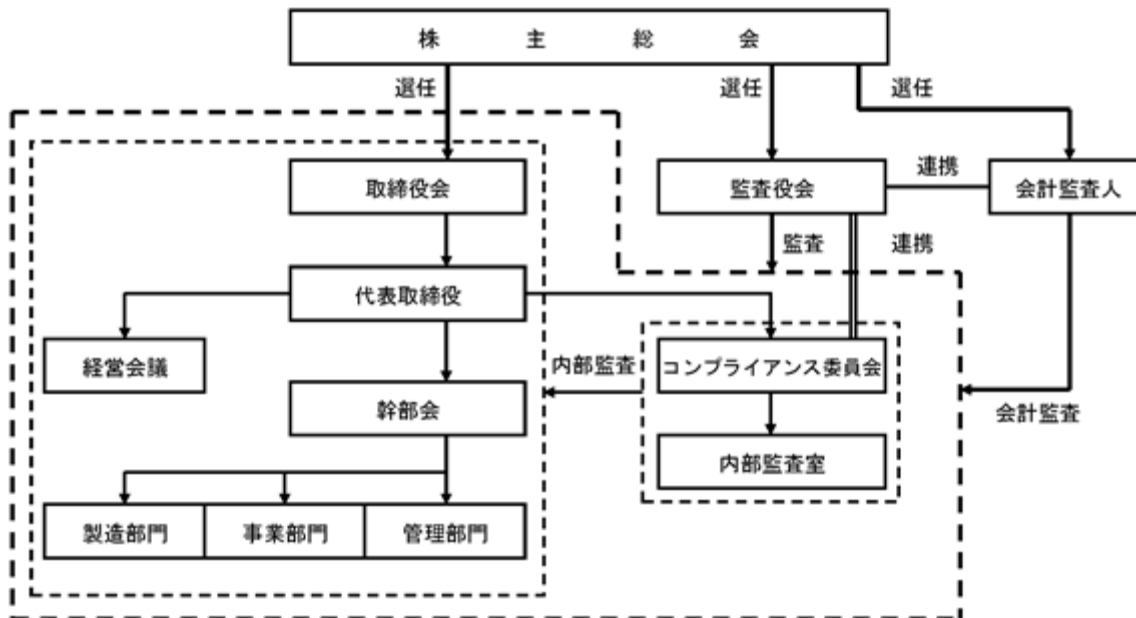 株主総会
選任
選任
選任
取締役会
監査役会
連携
会計監査人
監査
連携
代表取締役
経営会議
内部監査
コンプライアンス委員会
幹部会
会計監査
内部監査室
製造部門
事業部門
管理部門